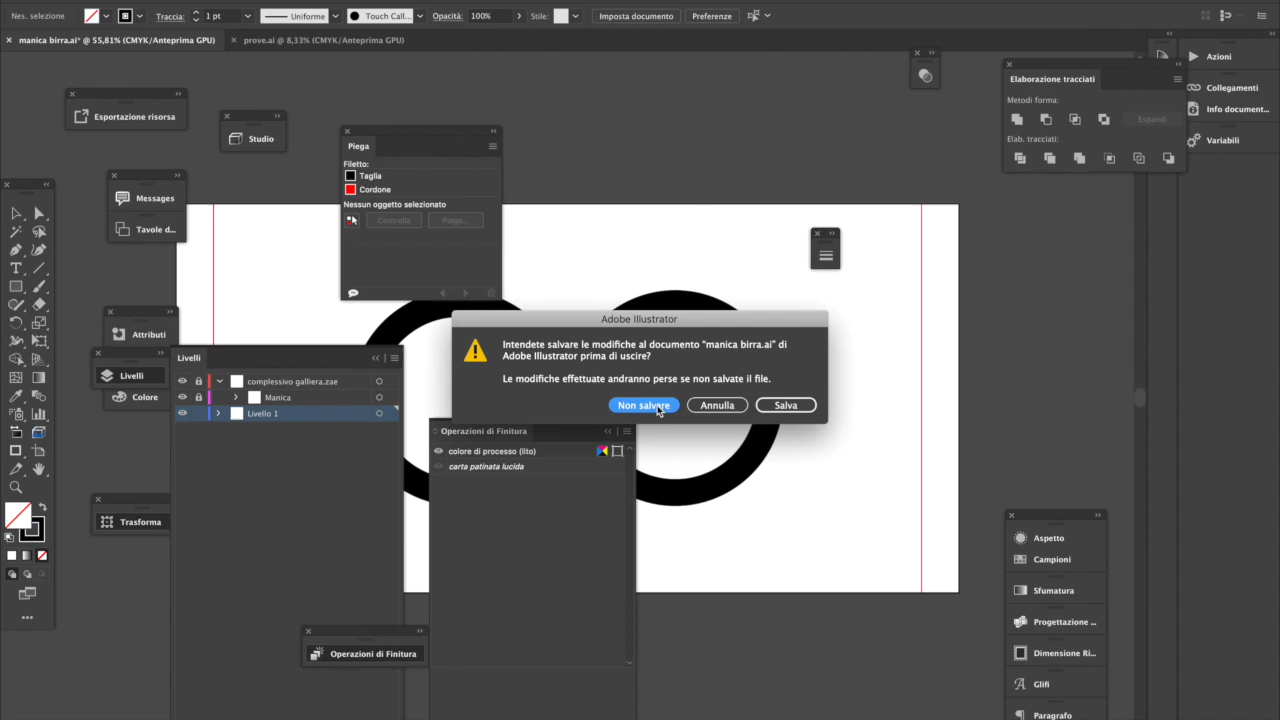 Nes. selezione
Traccia:
1 pt
Uniforme
Touch Call...
Opacità:
100%
Stile:
Imposta documento
Preferenze
manica birra.ai* @ 55,81% (CMYK/Anteprima GPU)
prove.ai @ 8,33% (CMYK/Anteprima GPU)
Esportazione risorsa
Studio
Messages
Tavole d...
Attributi
Livelli
Colore
Trasforma
Piega
Filetto:
Taglia
Cordone
Nessun oggetto selezionato
Controlla
Piega...
Livelli
complessivo galliera.zae
Manica
Livello 1
Adobe Illustrator
Intendete salvare le modifiche al documento “manica birra.ai” di
Adobe Illustrator prima di uscire?
Le modifiche effettuate andranno perse se non salvate il file.
Non salvare
Annulla
Salva
Operazioni di Finitura
colore di processo (lito)
carta patinata lucida
Operazioni di Finitura
Elaborazione tracciati
Metodi forma:
Espandi
Elab. tracciati:
Azioni
Collegamenti
Info document...
Variabili
Aspetto
Campioni
Sfumatura
Progettazione ...
Dimensione Ri...
Glifi
Paragrafo